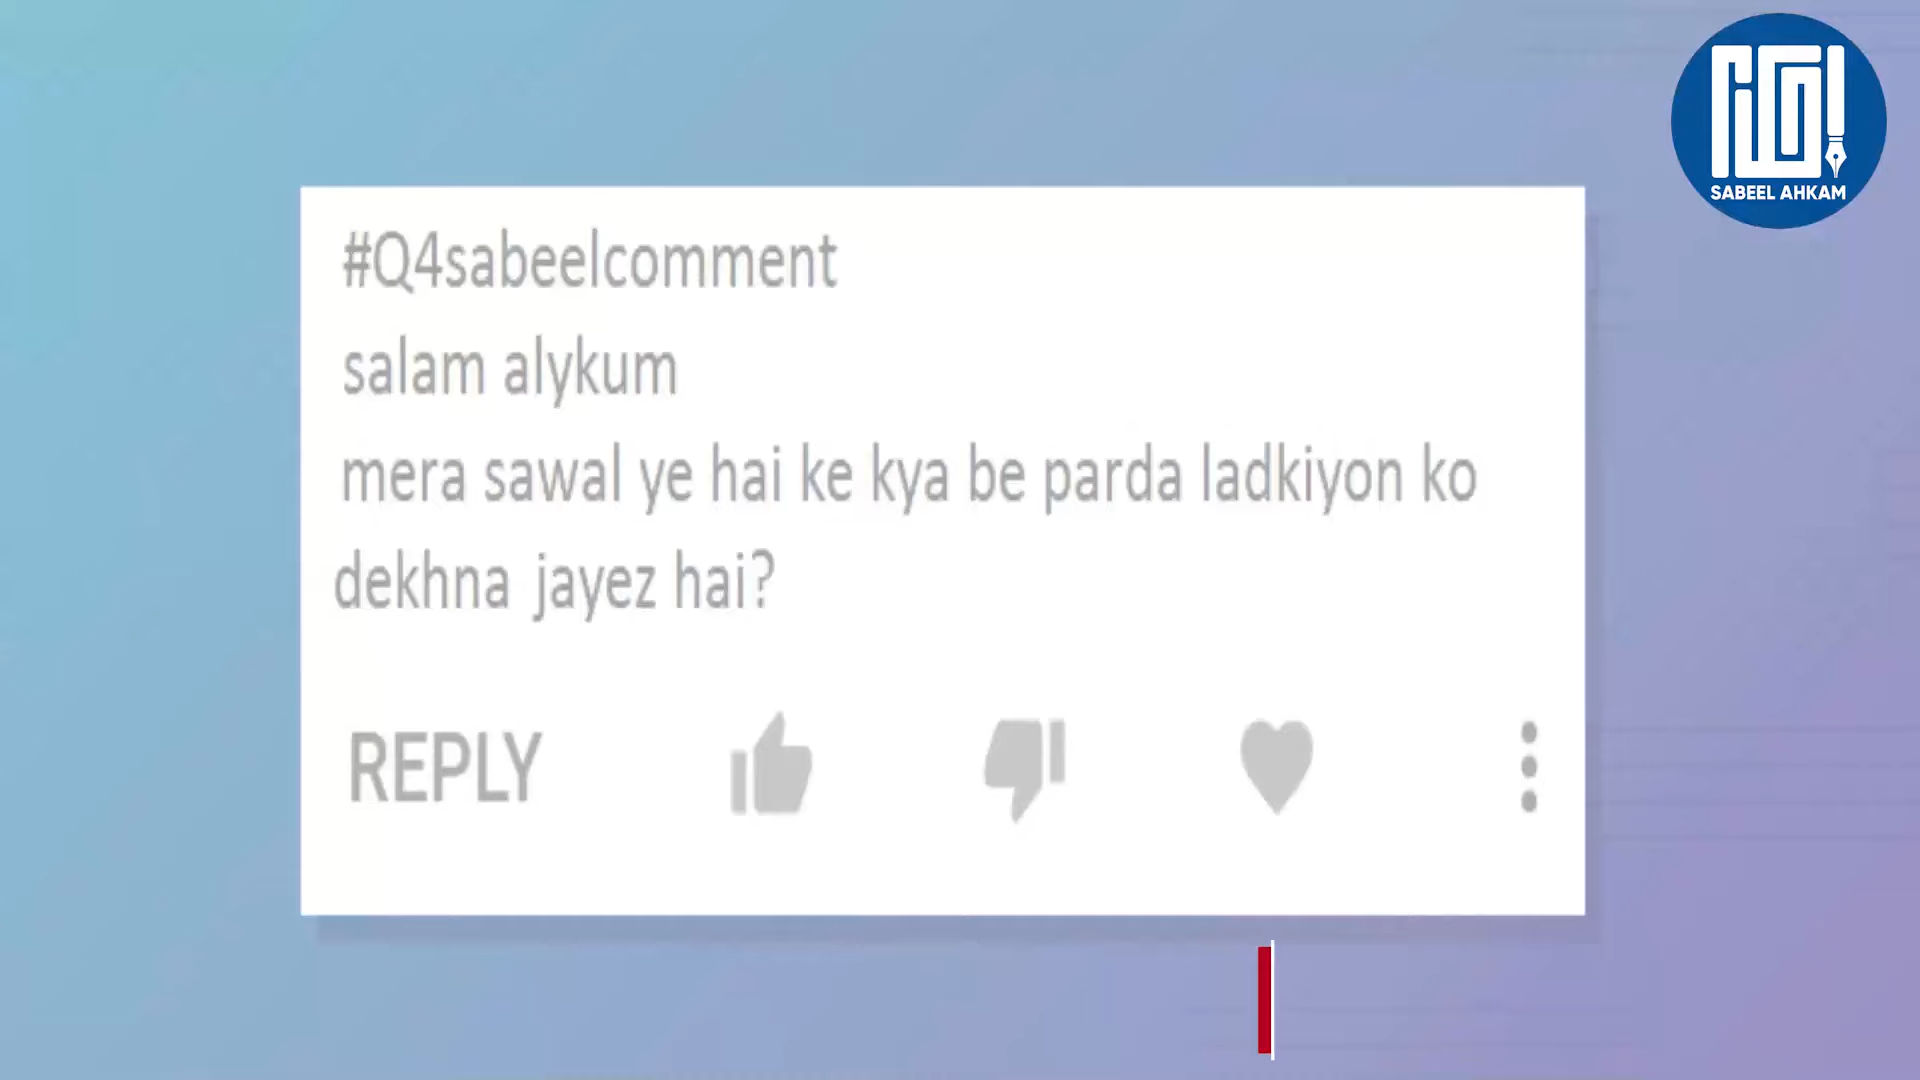 SABEEL AHKAM
#Q4sabeelcomment
salam alykum
mera sawal ye hai ke kya be parda ladkiyon ko
dekhna jayez hai?
REPLY